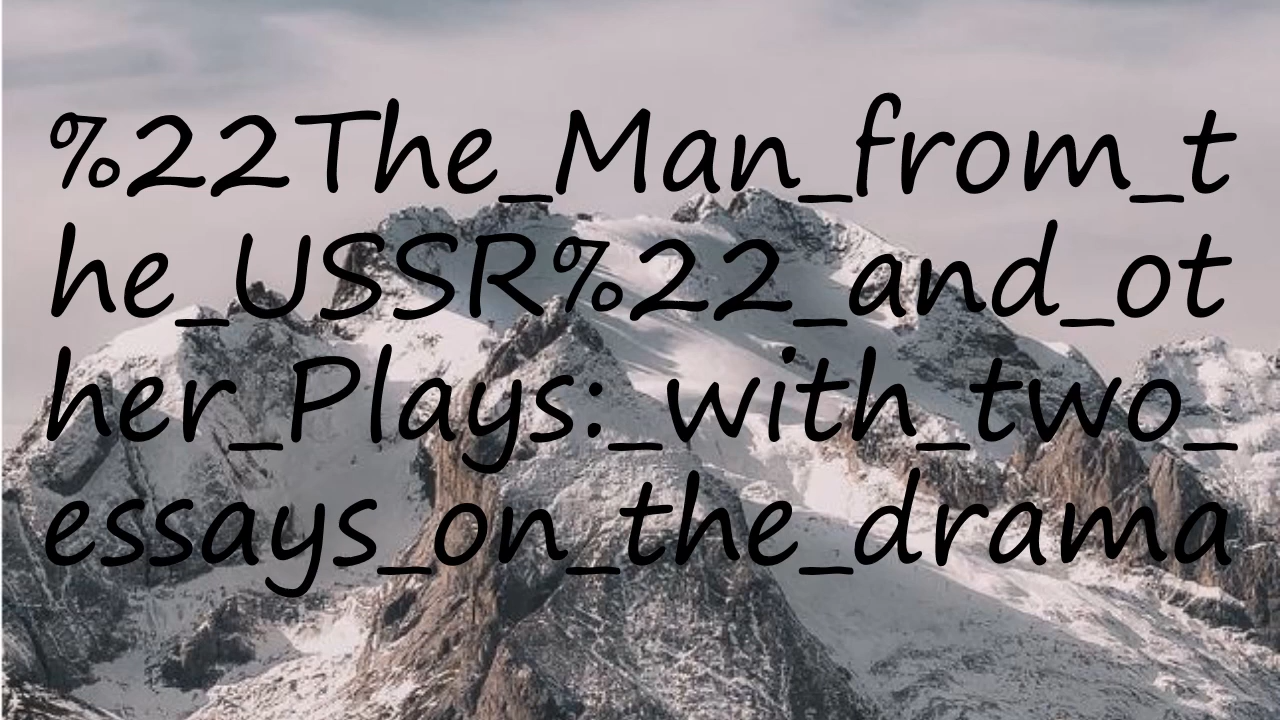 %22The_Man_from_t
he_USSR%22_and_ot
her_Plays:_with_two_
essays_on_the_drama